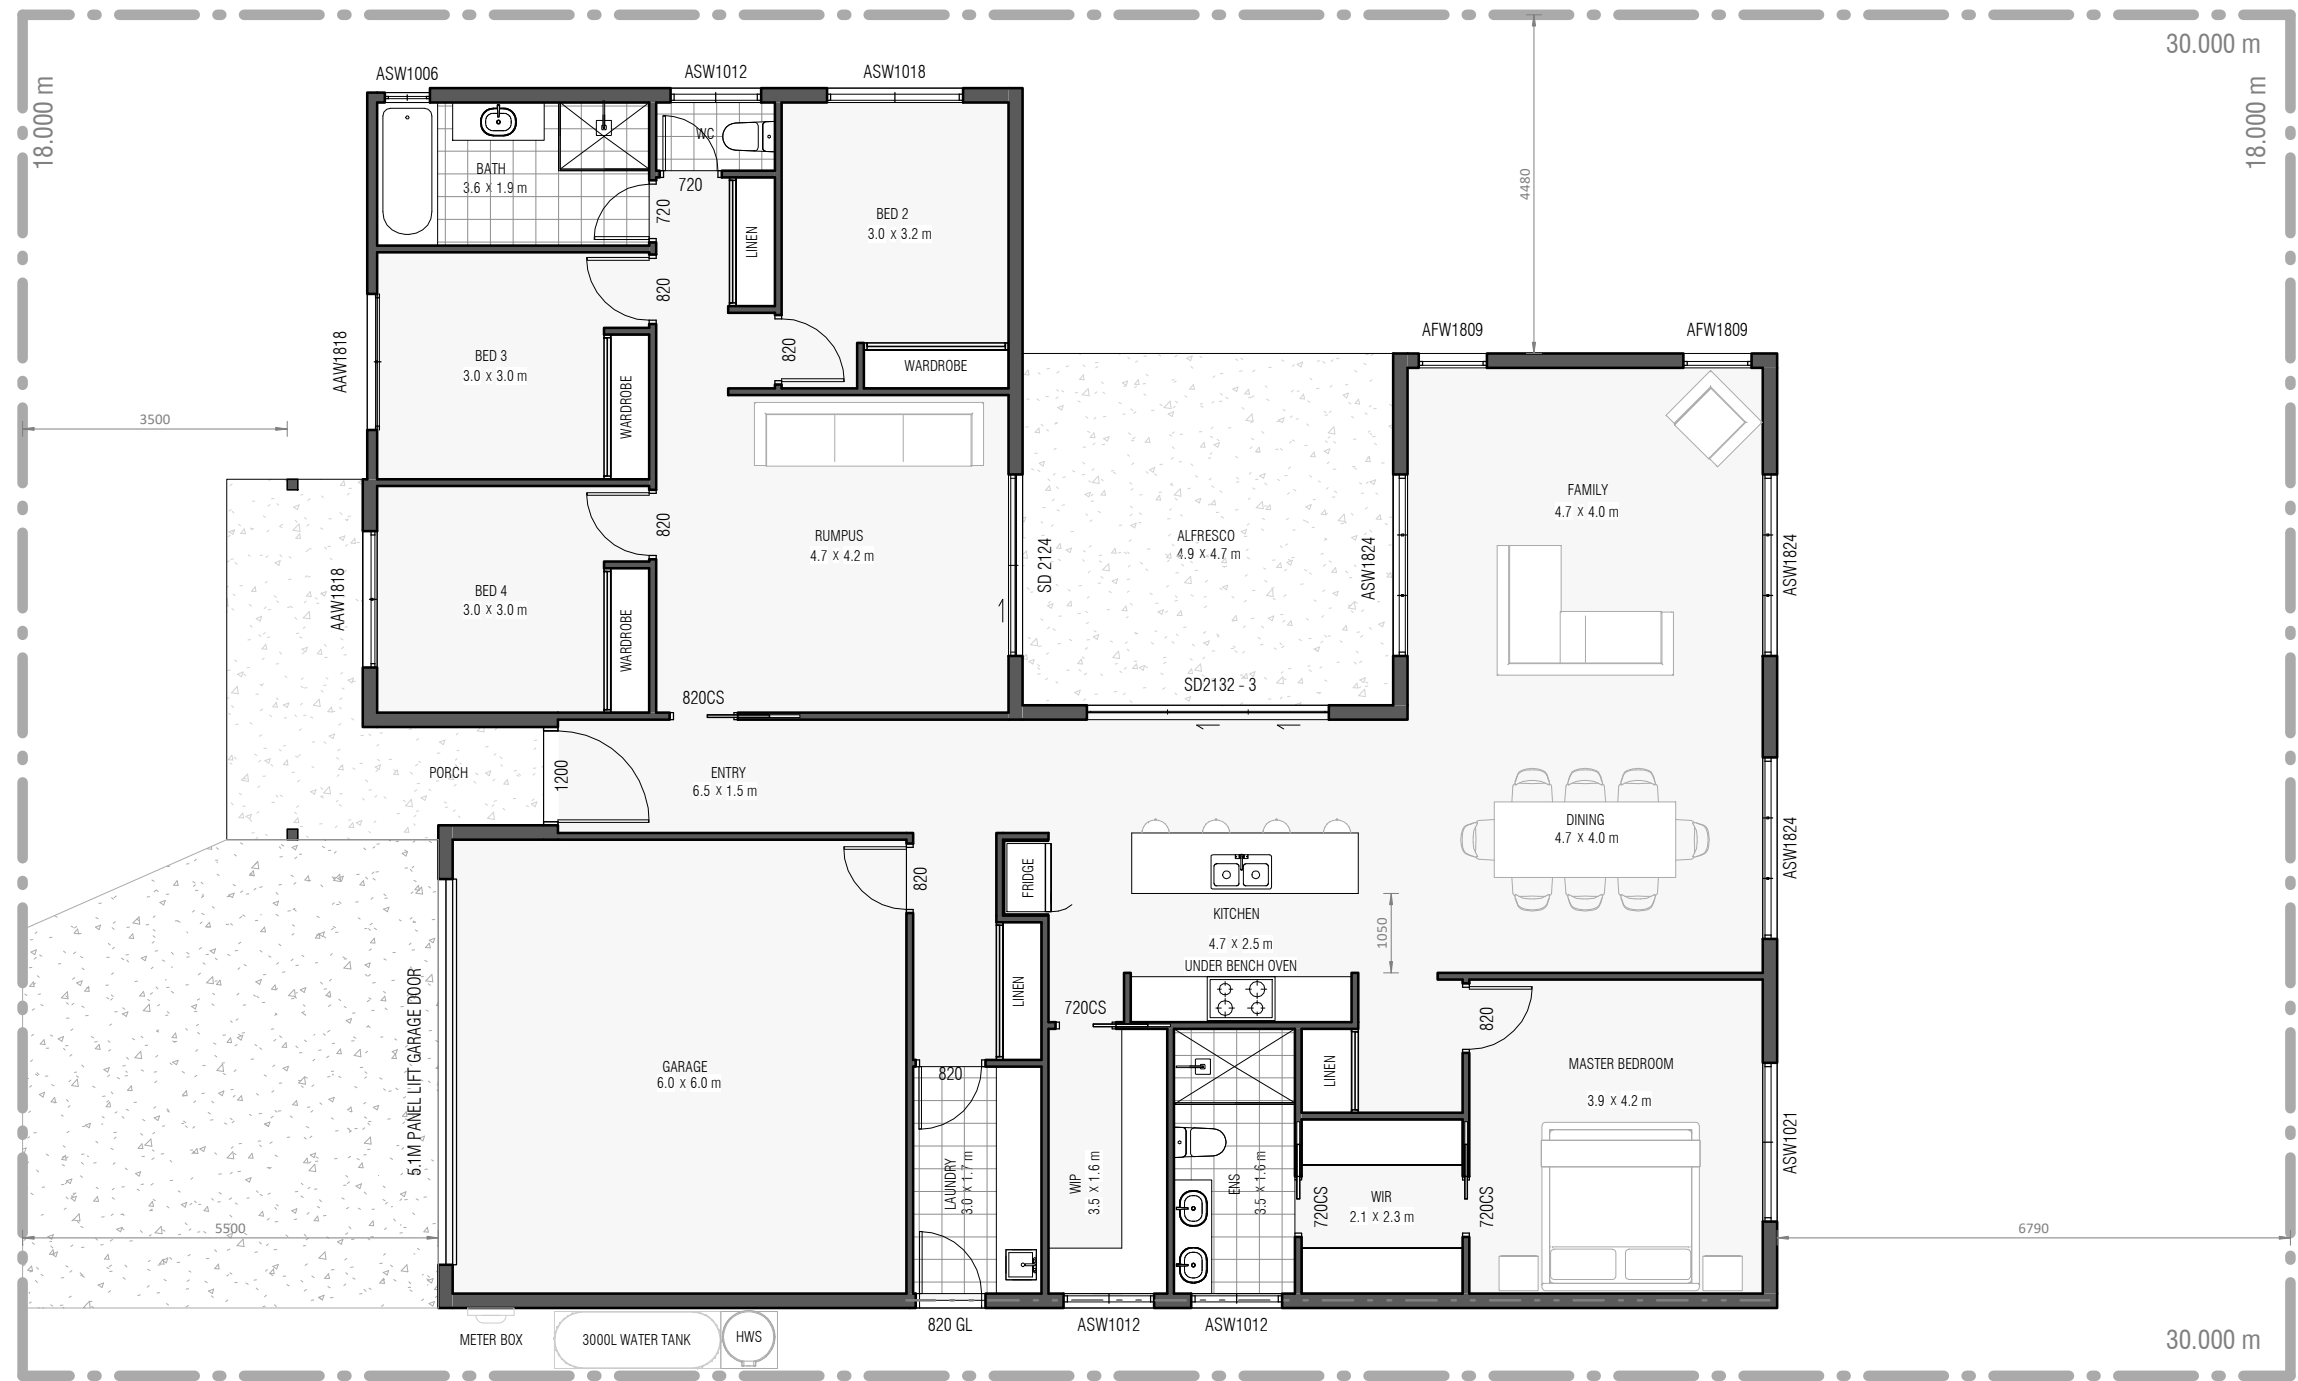 30.000 m
18.000 m
18.000 m
ASW1006
ASW1012
ASW1018
4480
WC
BATH
3.6 X 1.9 m
720
720
LINEN
BED 2
3.0 X 3.2 m
820
820
WARDROBE
AFW1809
AFW1809
AAW1818
BED 3
3.0 X 3.0 m
WARDROBE
3500
FAMILY
4.7 X 4.0 m
820
RUMPUS
4.7 X 4.2 m
SD 2124
ALFRESCO
4.9 X 4.7 m
ASW1824
ASW1824
AAW1818
BED 4
3.0 X 3.0 m
WARDROBE
820CS
SD2132 - 3
PORCH
1200
ENTRY
6.5 X 1.5 m
DINING
4.7 X 4.0 m
ASW1824
820
FRIDGE
KITCHEN
4.7 X 2.5 m
UNDER BENCH OVEN
1050
LINEN
720CS
820
5.1M PANEL LIFT GARAGE DOOR
GARAGE
6.0 X 6.0 m
820
LINEN
MASTER BEDROOM
3.9 X 4.2 m
ASW1021
LAUNDRY
3.0 X 1.7 m
WIP
3.5 X 1.6 m
ENS
3.5 X 1.6 m
720CS
WIR
2.1 X 2.3 m
720CS
5500
6790
METER BOX
3000L WATER TANK
HWS
820 GL
ASW1012
ASW1012
30.000 m